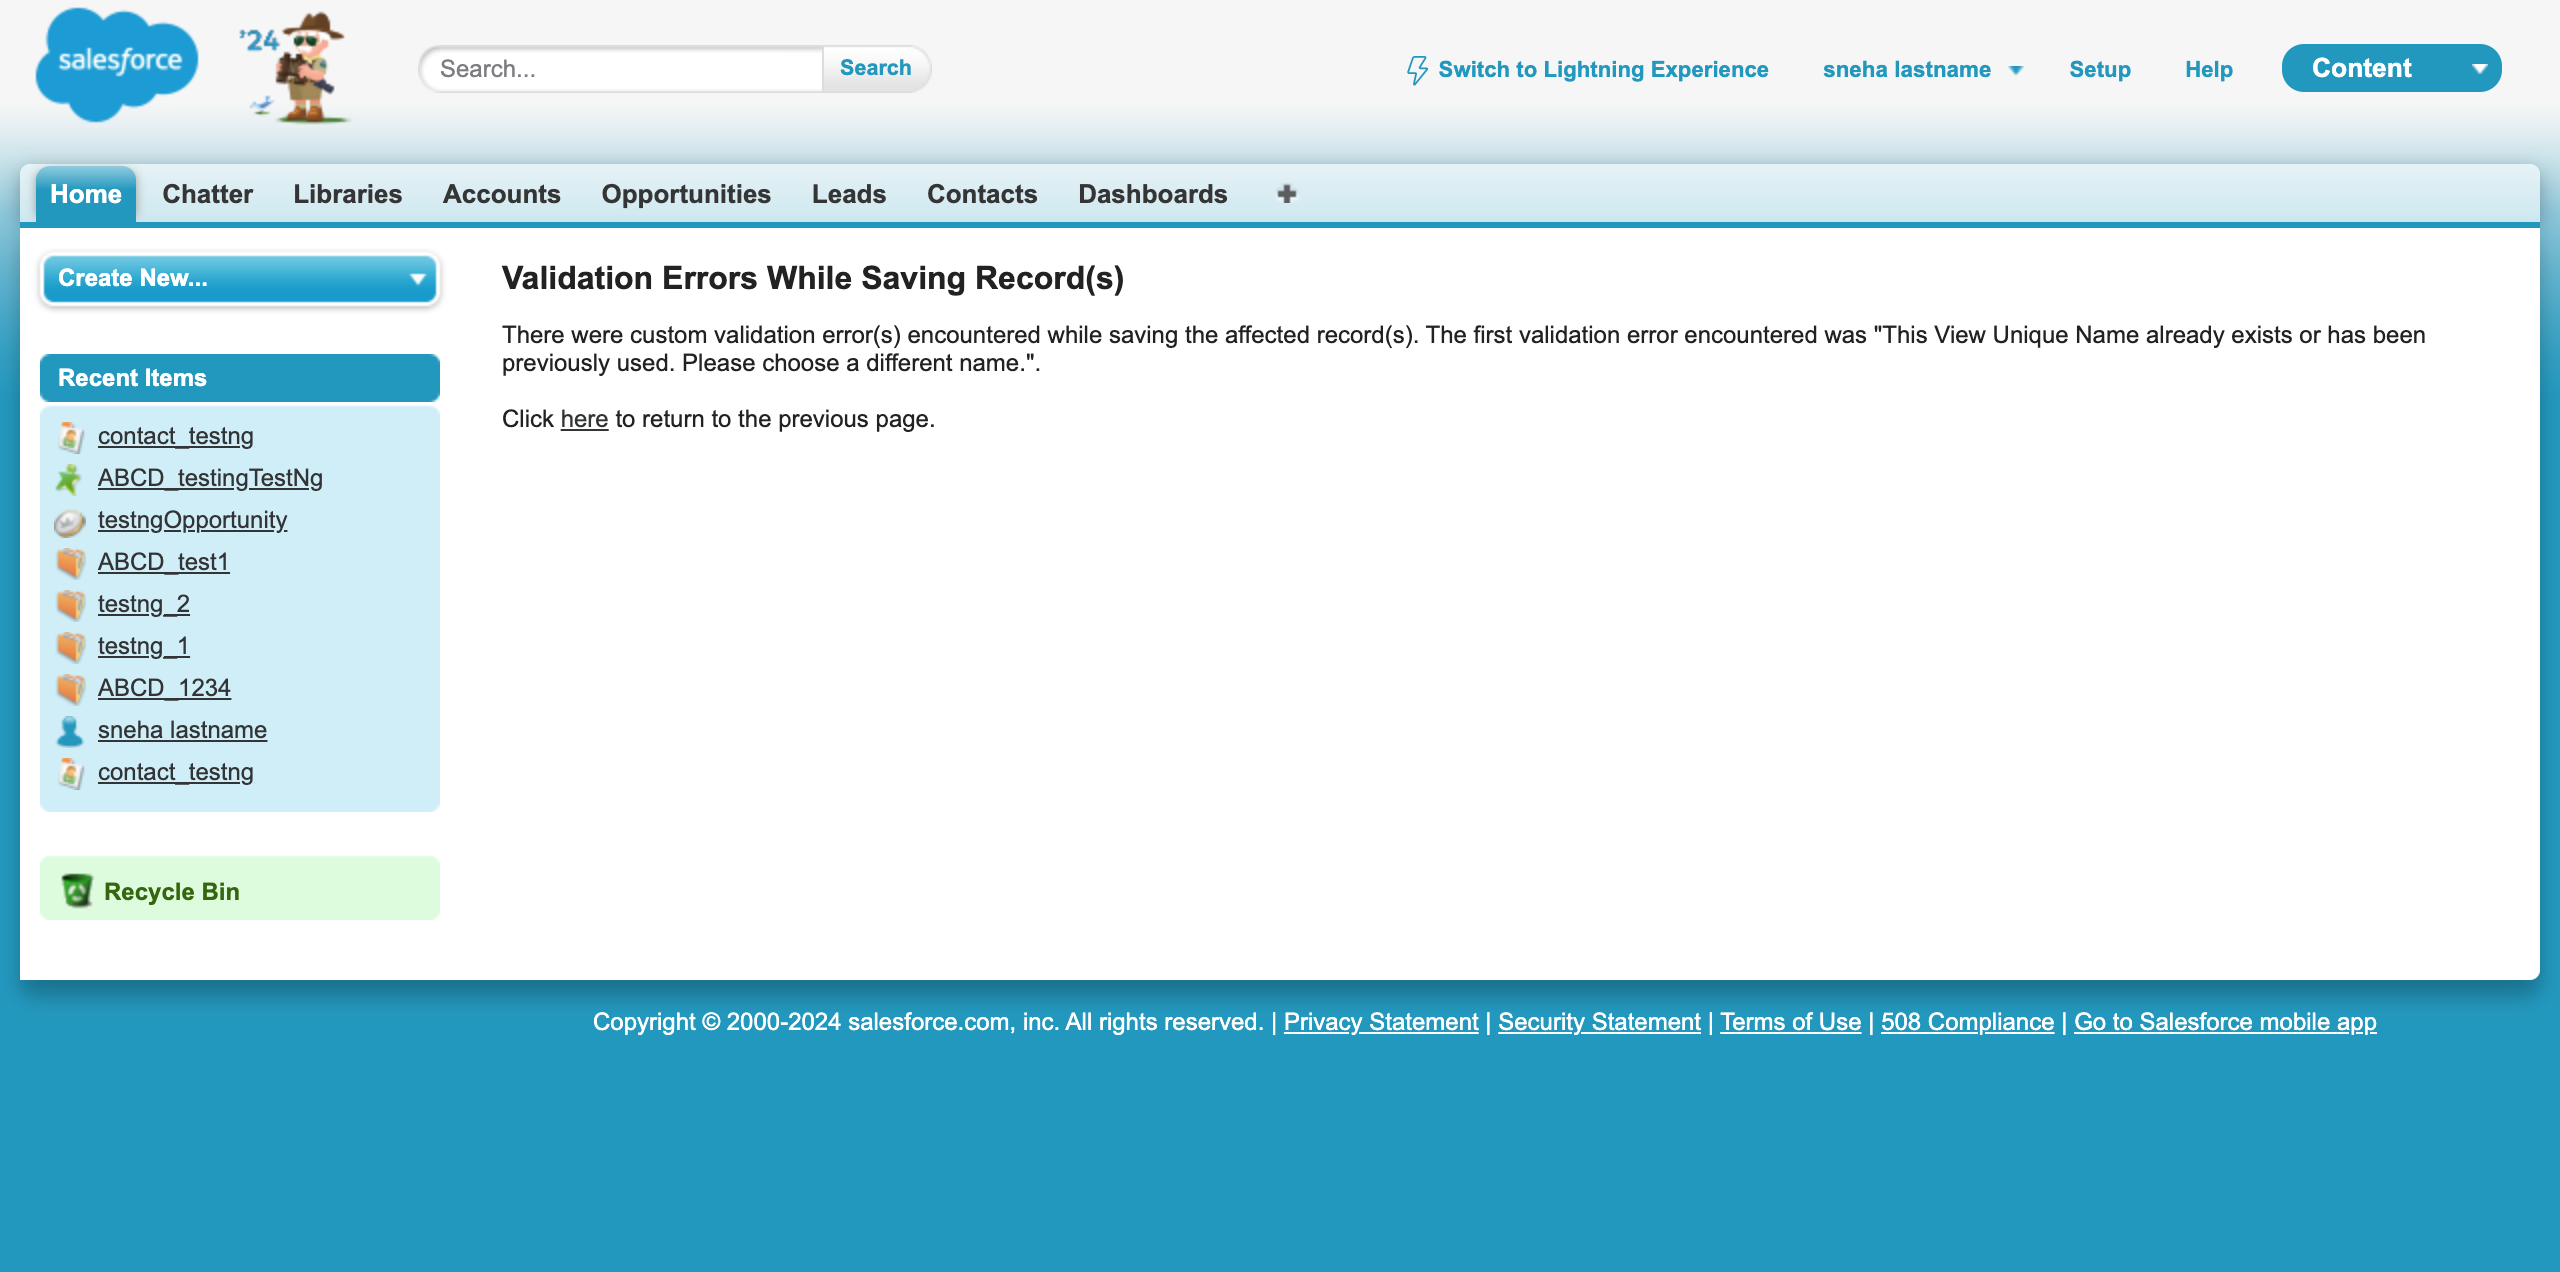 salesforce
'24
Search...
Search
Switch to Lightning Experience
sneha lastname
Setup
Help
Content
Home
Chatter
Libraries
Accounts
Opportunities
Leads
Contacts
Dashboards
Create New...
Recent Items
contact_testng
ABCD_testingTestNg
testngOpportunity
ABCD_test1
testng_2
testng_1
ABCD_1234
sneha lastname
contact_testng
Recycle Bin
Validation Errors While Saving Record(s)
There were custom validation error(s) encountered while saving the affected record(s). The first validation error encountered was "This View Unique Name already exists or has been
previously used. Please choose a different name.".
Click here to return to the previous page.
Copyright © 2000-2024 salesforce.com, inc. All rights reserved. | Privacy Statement | Security Statement | Terms of Use | 508 Compliance | Go to Salesforce mobile app